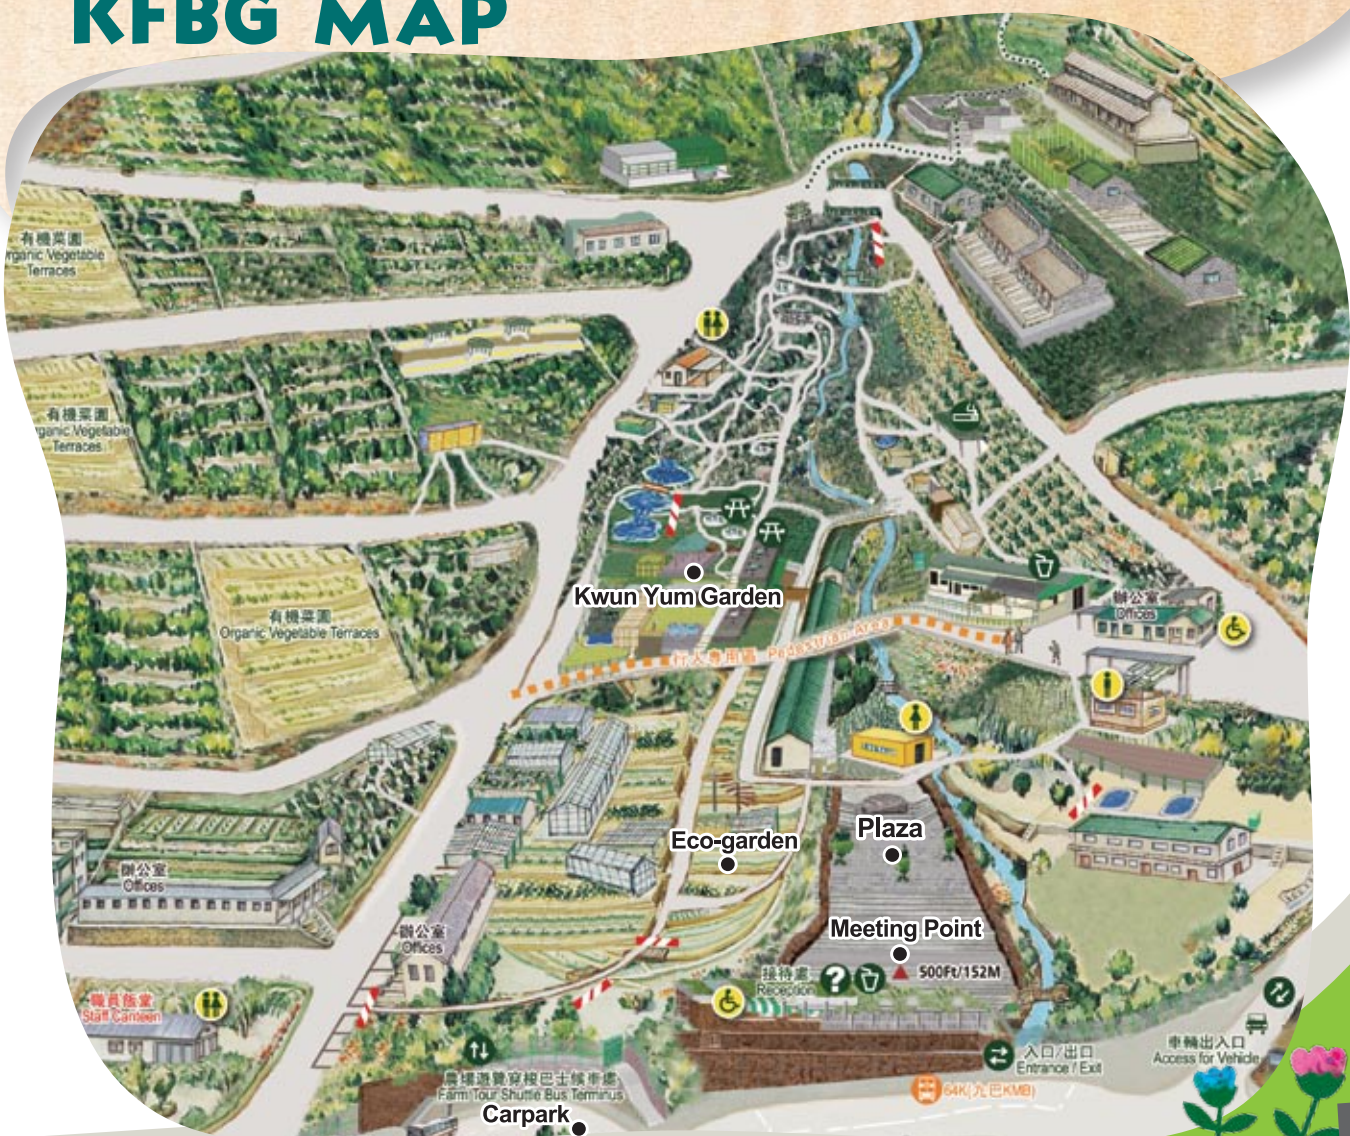 KFBG MAP
有機菜園
Organic Vegetable
Terraces
有機菜園
Organic Vegetable
Terraces
Kwun Yum Garden
有機菜園
Organic Vegetable Terraces
行人專用區 Pedestrian Area
辦公室
Offices
Plaza
Eco-garden
辦公室
Offices
辦公室
Offices
Meeting Point
500Ft/152M
接待處
Reception
?
職員飯堂
Staff Canteen
入口/出口
Entrance / Exit
車輛出入口
Access for Vehicle
農場遊覽穿梭巴士候車處
Farm Tour Shuttle Bus Terminus
64K(九巴KMB)
Carpark